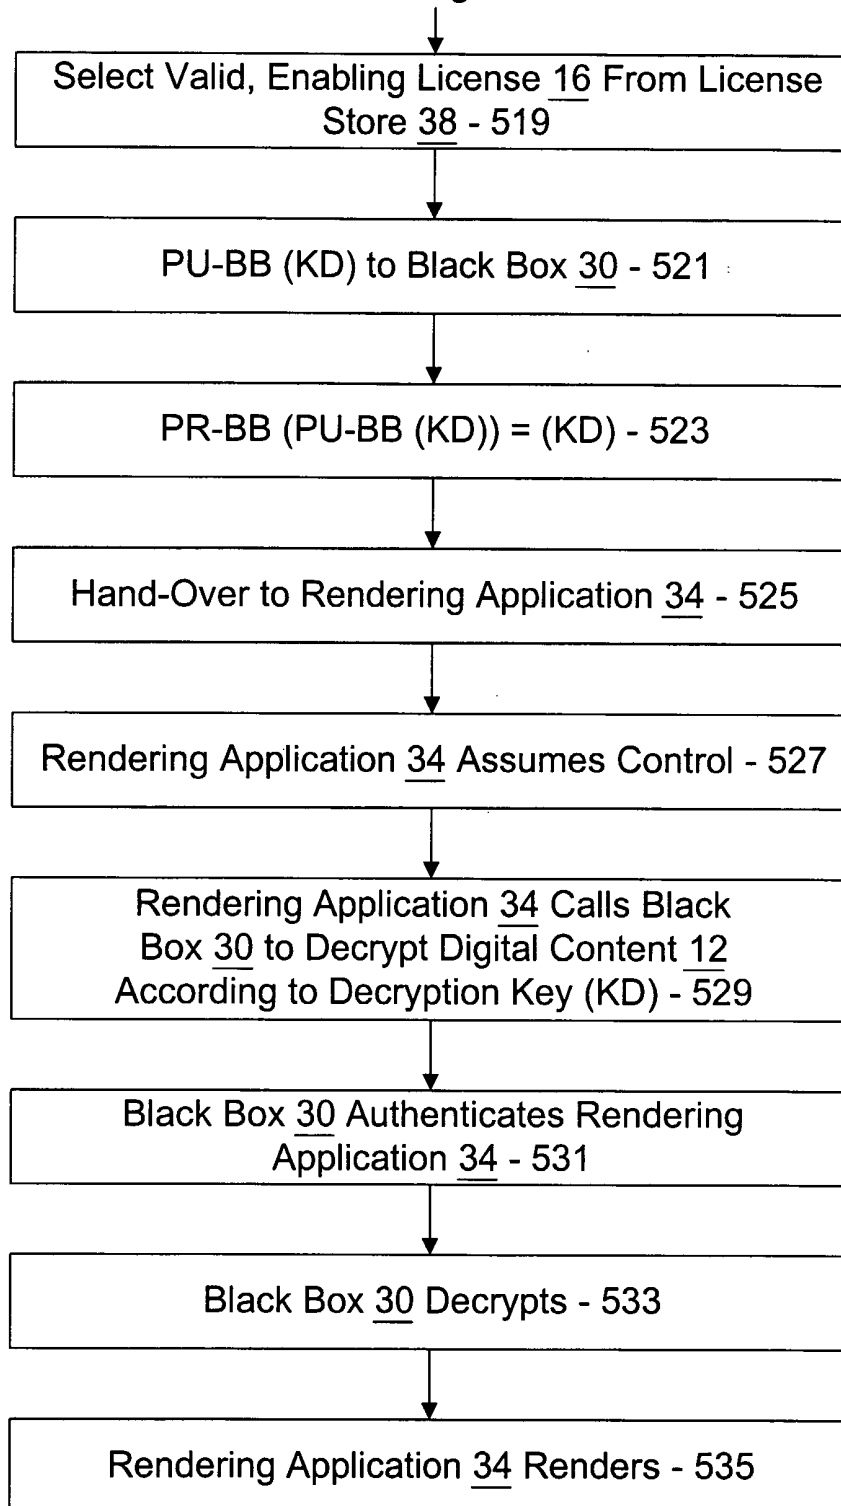 Select Valid, Enabling License 16 From License
Store 38 - 519
PU-BB (KD) to Black Box 30 - 521
PR-BB (PU-BB (KD)) = (KD) - 523
Hand-Over to Rendering Application 34 - 525
Rendering Application 34 Assumes Control - 527
Rendering Application 34 Calls Black
Box 30 to Decrypt Digital Content 12
According to Decryption Key (KD) - 529
Black Box 30 Authenticates Rendering
Application 34 - 531
Black Box 30 Decrypts - 533
Rendering Application 34 Renders - 535